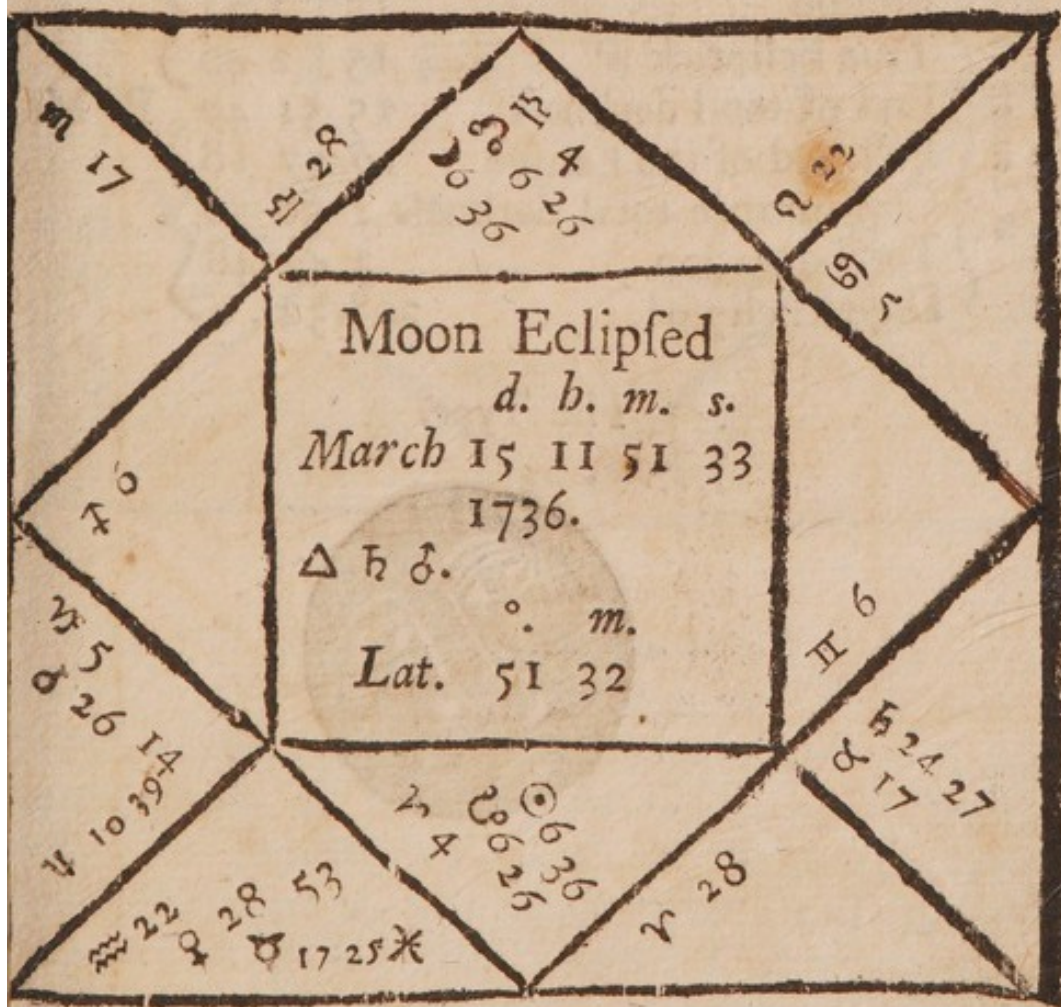 ♏ 17
♎ 28
☽ ☊ ♎
6 6 4
36 26
♌ 22
♋ 5
Moon Eclipſed
d. h. m. s.
March 15 11 51 33
1736.
△ ♄ ♂.
°. m.
Lat. 51 32
♐ 6
♑ 5
♂ 26 14
♃ 10 39
♒ 22
♀ 28 53
☿ 17 25 ♓
4
☋ 6 26
☉ 6 36
♈ 28
♊ 6
♄ 24 27
♉ 17